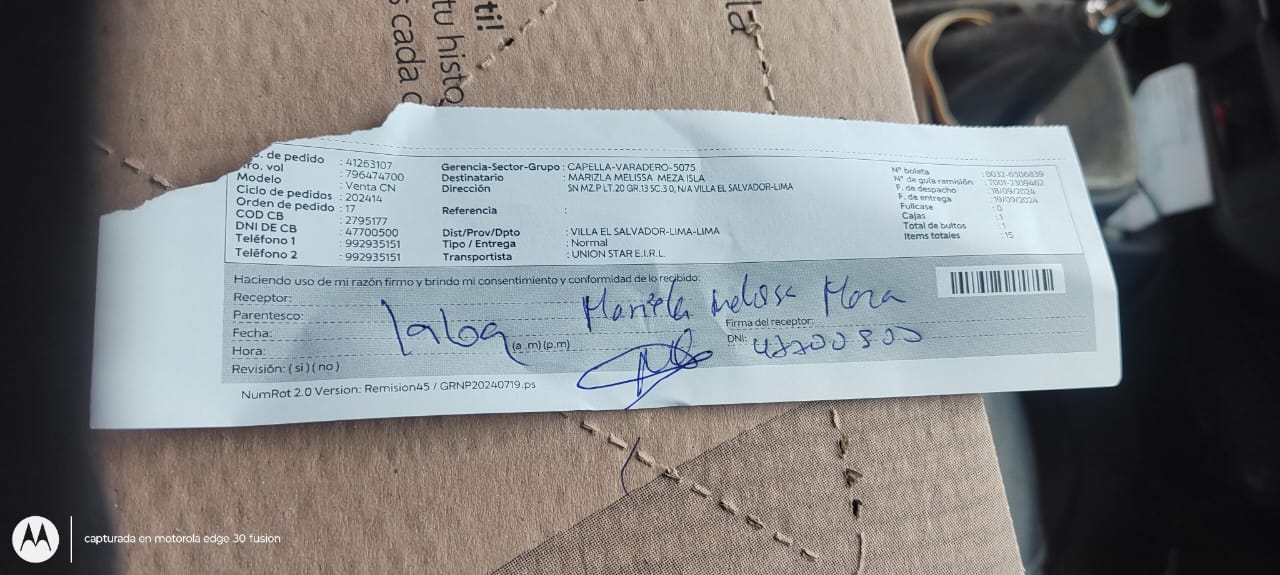 s cada
tu histo
til!
la
o. de pedido : 41263107
Nro. vol : 796474700
Modelo : Venta CN
Ciclo de pedidos : 202414
Orden de pedido : 17
COD CB : 2795177
DNI DE CB : 47700500
Teléfono 1 : 992935151
Teléfono 2 : 992935151
Gerencia-Sector-Grupo : CAPELLA-VARADERO-5075
Destinatario : MARIZLA MELISSA MEZA ISLA
Dirección : SN MZ.P LT.20 GR.13 SC.3 0, N/A VILLA EL SALVADOR-LIMA
Referencia :
Dist/Prov/Dpto : VILLA EL SALVADOR-LIMA-LIMA
Tipo / Entrega : Normal
Transportista : UNION STAR E.I.R.L.
N° boleta : B032-6506839
N° de guía remisión : T001-2309462
F. de despacho : 18/09/2024
F. de entrega : 19/09/2024
Fullcase : 0
Cajas : 1
Total de bultos : 1
Items totales : 15
Haciendo uso de mi razón firmo y brindo mi consentimiento y conformidad de lo recibido:
Receptor:
Parentesco:
Fecha:
Hora: (a .m) (p.m)
Revisión: ( si ) ( no )
Melissa
Firma del receptor:
DNI:
NumRot 2.0 Version: Remision45 / GRNP20240719.ps
capturada en motorola edge 30 fusion